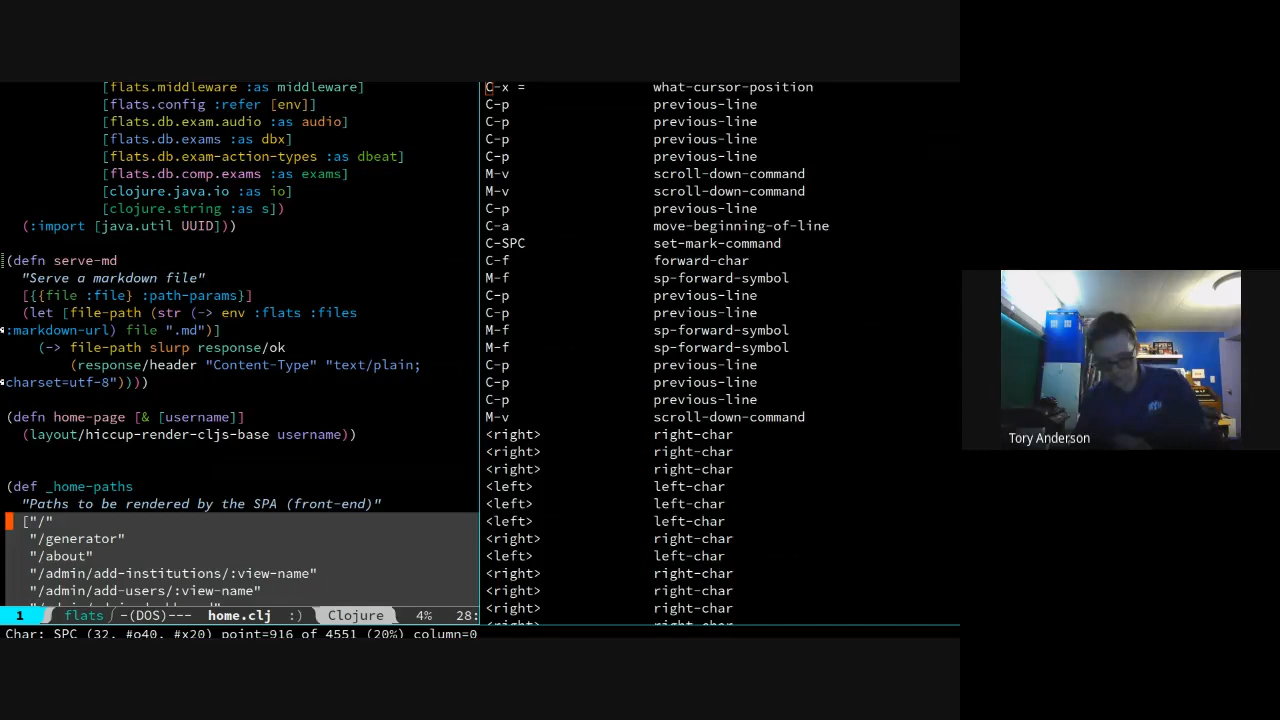 [flats.middleware :as middleware]
[flats.config :refer [env]]
[flats.db.exam.audio :as audio]
[flats.db.exams :as dbx]
[flats.db.exam-action-types :as dbeat]
[flats.db.comp.exams :as exams]
[clojure.java.io :as io]
[clojure.string :as s])
(:import [java.util UUID]))
(defn serve-md
"Serve a markdown file"
[{{file :file} :path-params}]
(let [file-path (str (-> env :flats :files
:markdown-url) file ".md")]
(-> file-path slurp response/ok
(response/header "Content-Type" "text/plain;
charset=utf-8"))))
(defn home-page [& [username]]
(layout/hiccup-render-cljs-base username))
(def _home-paths
"Paths to be rendered by the SPA (front-end)"
["/"
"/generator"
"/about"
"/admin/add-institutions/:view-name"
"/admin/add-users/:view-name"
1 flats -(DOS)--- home.clj :) Clojure 4% 28:
Char: SPC (32, #o40, #x20) point=916 of 4551 (20%) column=0
C-x = what-cursor-position
C-p previous-line
C-p previous-line
C-p previous-line
C-p previous-line
M-v scroll-down-command
M-v scroll-down-command
C-p previous-line
C-a move-beginning-of-line
C-SPC set-mark-command
C-f forward-char
M-f sp-forward-symbol
C-p previous-line
M-f sp-forward-symbol
M-f sp-forward-symbol
C-p previous-line
C-p previous-line
C-p previous-line
M-v scroll-down-command
<right> right-char
<right> right-char
<right> right-char
<left> left-char
<left> left-char
<left> left-char
<right> right-char
<left> left-char
<right> right-char
<right> right-char
<right> right-char
<right> right-char
Tory Anderson